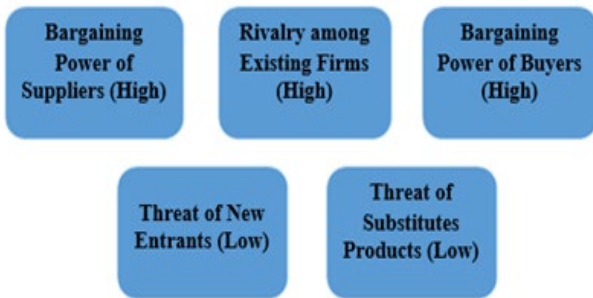 Bargaining
Power of
Suppliers (High)
Rivalry among
Existing Firms
(High)
Bargaining
Power of Buyers
(High)
Threat of New
Entrants (Low)
Threat of
Substitutes
Products (Low)